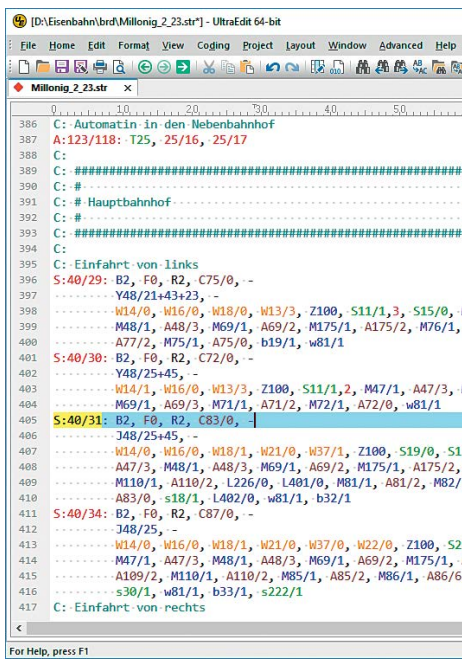 [D:\Eisenbahn\brd\Millonig_2_23.str*] - UltraEdit 64-bit
File Home Edit Format View Coding Project Layout Window Advanced Help
Millonig_2_23.str ×
0 10 20 30 40 50
386 C: Automatin in den Nebenbahnhof
387 A:123/118: T25, 25/16, 25/17
388 C:
389 C: ########################################################
390 C: #
391 C: # Hauptbahnhof
392 C: #
393 C: ########################################################
394 C:
395 C: Einfahrt von links
396 S:40/29: B2, F0, R2, C75/0, -
397 Y48/21+43+23, -
398 W14/0, W16/0, W18/0, W13/3, Z100, S11/1,3, S15/0,
399 M48/1, A48/3, M69/1, A69/2, M175/1, A175/2, M76/1,
400 A77/2, M75/1, A75/0, b19/1, w81/1
401 S:40/30: B2, F0, R2, C72/0, -
402 Y48/25+45, -
403 W14/1, W16/0, W13/3, Z100, S11/1,2, M47/1, A47/3,
404 M69/1, A69/3, M71/1, A71/2, M72/1, A72/0, w81/1
405 S:40/31: B2, F0, R2, C83/0, -
406 J48/25+45, -
407 W14/0, W16/0, W18/1, W21/0, W37/1, Z100, S19/0, S1
408 A47/3, M48/1, A48/3, M69/1, A69/2, M175/1, A175/2,
409 M110/1, A110/2, L226/0, L401/0, M81/1, A81/2, M82/
410 A83/0, s18/1, L402/0, w81/1, b32/1
411 S:40/34: B2, F0, R2, C87/0, -
412 J48/25, -
413 W14/0, W16/0, W18/1, W21/0, W37/0, W22/0, Z100, S2
414 M47/1, A47/3, M48/1, A48/3, M69/1, A69/2, M175/1,
415 A109/2, M110/1, A110/2, M85/1, A85/2, M86/1, A86/6
416 s30/1, w81/1, b33/1, s222/1
417 C: Einfahrt von rechts
For Help, press F1